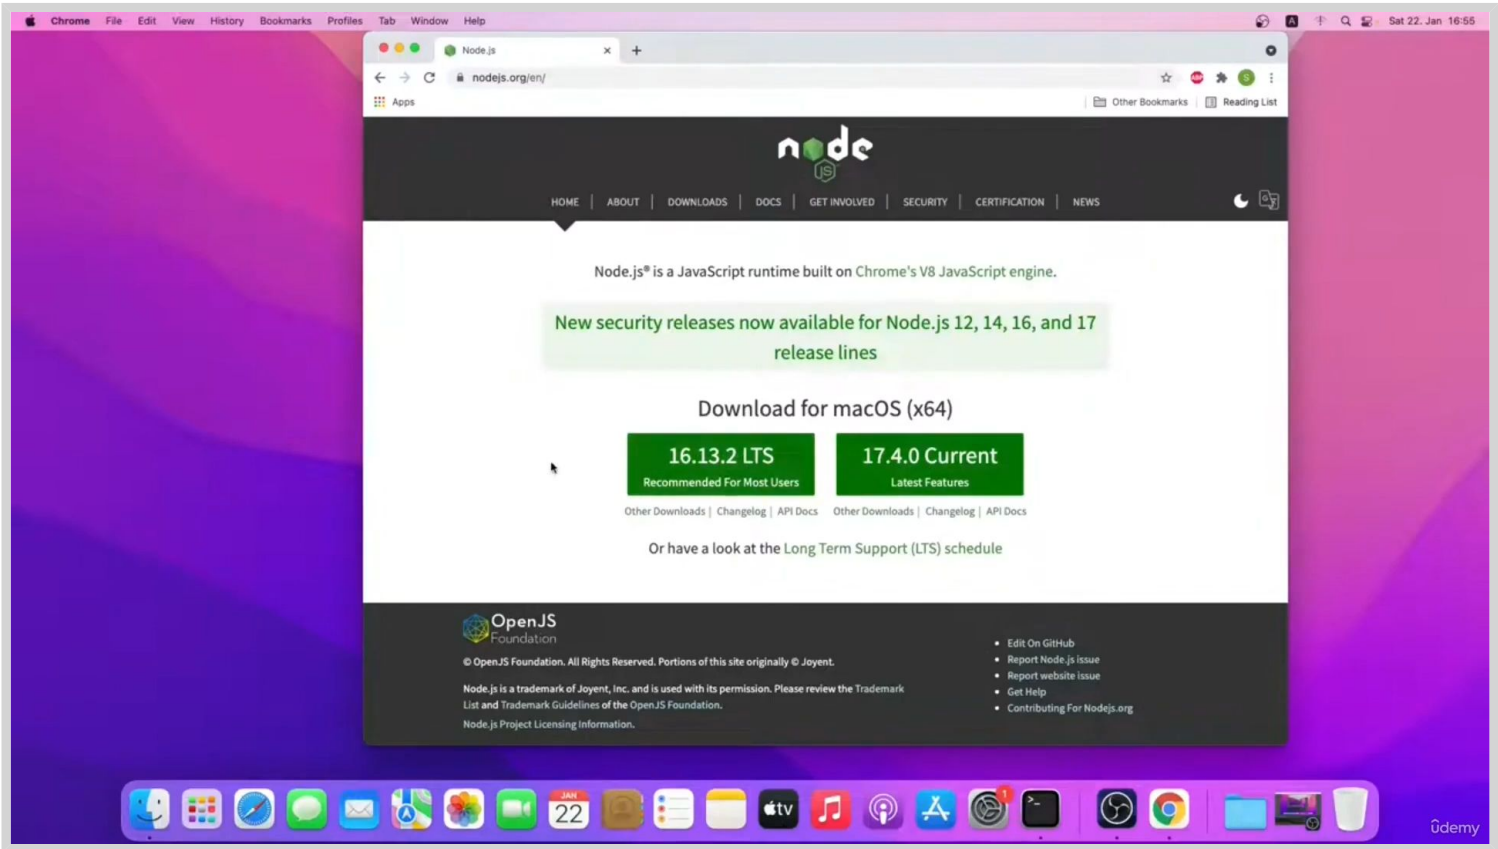 Chrome File Edit View History Bookmarks Profiles Tab Window Help
A
Sat 22. Jan 16:55
Node.js
nodejs.org/en/
ABP
S
Apps
Other Bookmarks
Reading List
node
JS
HOME | ABOUT | DOWNLOADS | DOCS | GET INVOLVED | SECURITY | CERTIFICATION | NEWS
Node.js® is a JavaScript runtime built on Chrome's V8 JavaScript engine.
New security releases now available for Node.js 12, 14, 16, and 17
release lines
Download for macOS (x64)
16.13.2 LTS
Recommended For Most Users
17.4.0 Current
Latest Features
Other Downloads | Changelog | API Docs
Other Downloads | Changelog | API Docs
Or have a look at the Long Term Support (LTS) schedule
OpenJS
Foundation
© OpenJS Foundation. All Rights Reserved. Portions of this site originally © Joyent.
Node.js is a trademark of Joyent, Inc. and is used with its permission. Please review the Trademark
List and Trademark Guidelines of the OpenJS Foundation.
Node.js Project Licensing Information.
Edit On GitHub
Report Node.js issue
Report website issue
Get Help
Contributing For Nodejs.org
JAN
22
tv
1
>_
ûdemy